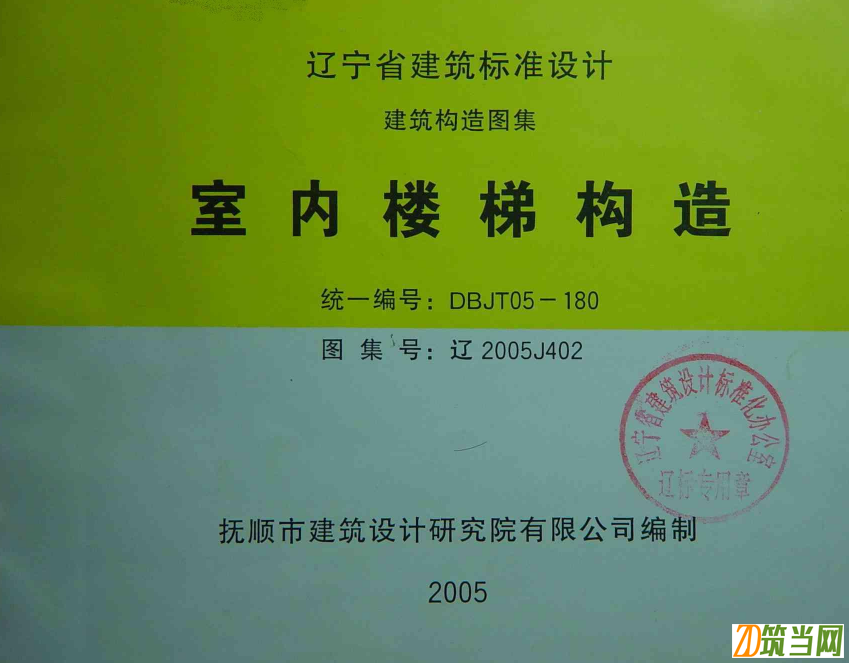 辽宁省建筑标准设计
建筑构造图集
室内楼梯构造
统一编号：DBJT05－180
图集号：辽2005J402
辽宁省建筑设计标准化办公室
辽标专用章
抚顺市建筑设计研究院有限公司编制
2005
ZD筑当网